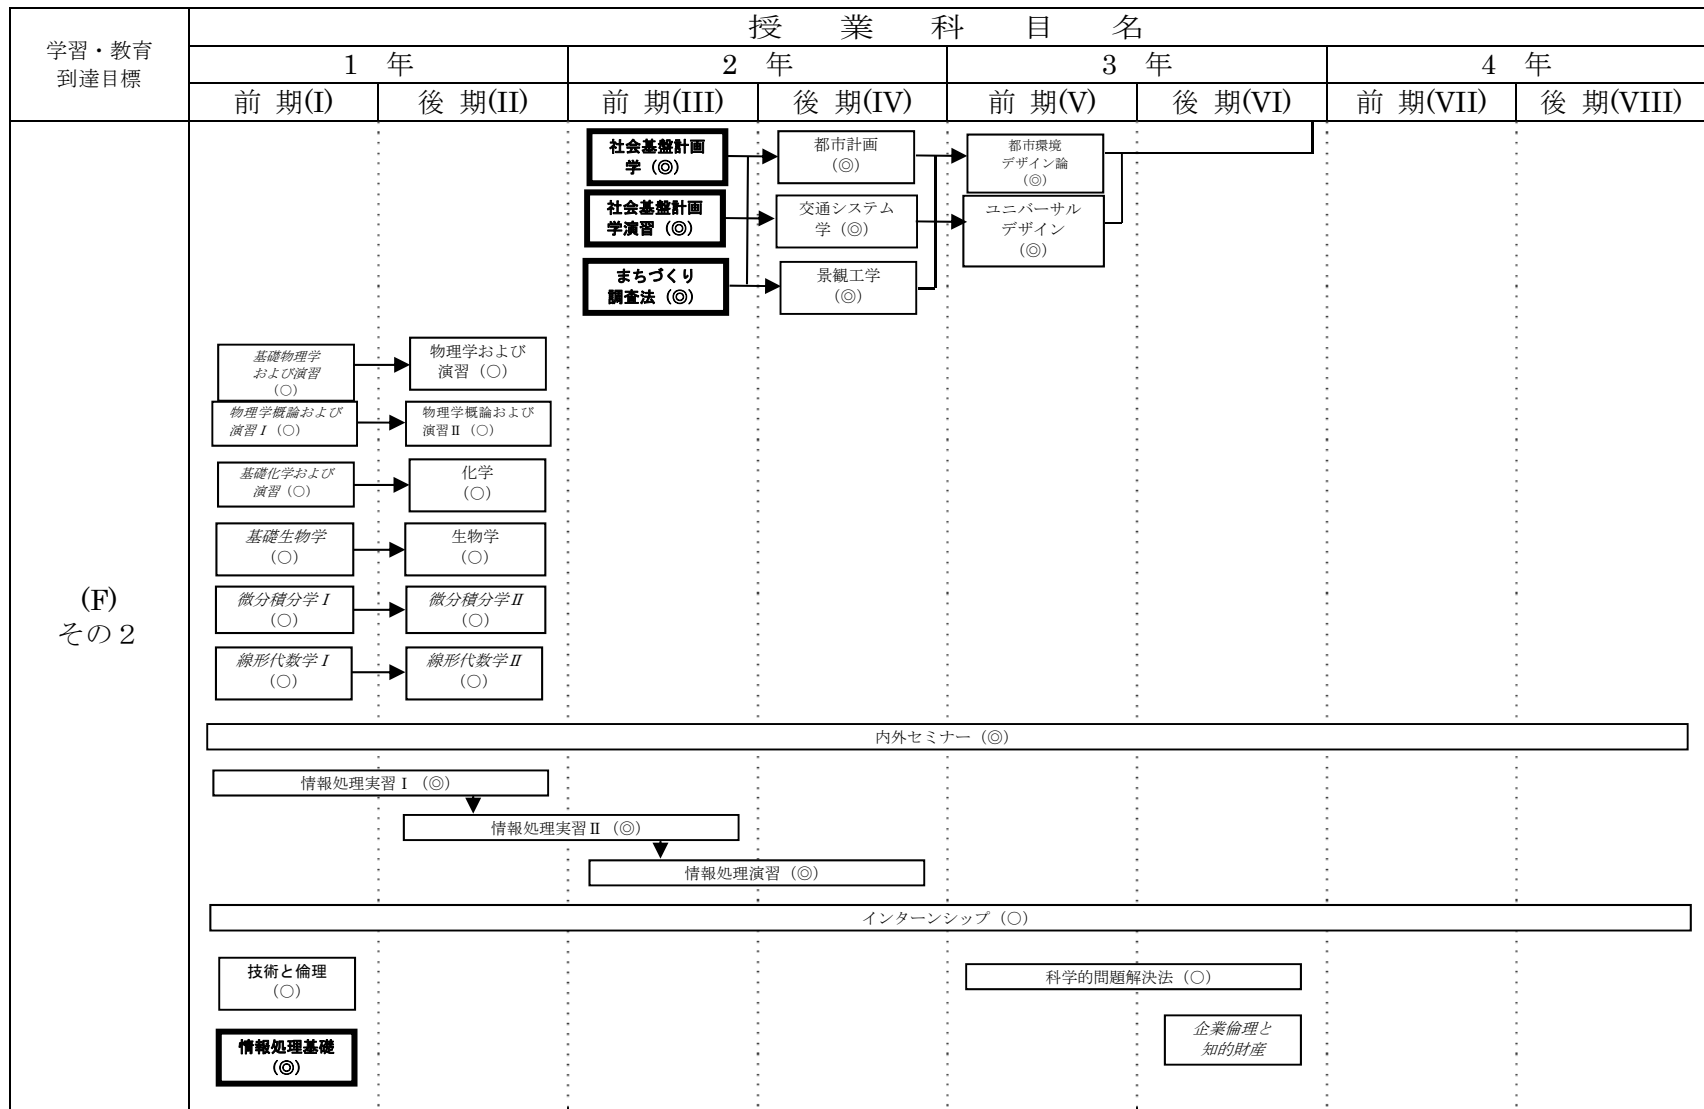 学習・教育
到達目標
授 業 科 目 名
1 年
2 年
3 年
4 年
前 期(I)
後 期(II)
前 期(III)
後 期(IV)
前 期(V)
後 期(VI)
前 期(VII)
後 期(VIII)
(F)
その２
社会基盤計画
学（◎）
都市計画
（◎）
都市環境
デザイン論
（◎）
社会基盤計画
学演習（◎）
交通システム
学（◎）
ユニバーサル
デザイン
（◎）
まちづくり
調査法（◎）
景観工学
（◎）
基礎物理学
および演習
（○）
物理学および
演習（○）
物理学概論および
演習Ⅰ（○）
物理学概論および
演習Ⅱ（○）
基礎化学および
演習（○）
化学
（○）
基礎生物学
（○）
生物学
（○）
微分積分学Ⅰ
（○）
微分積分学Ⅱ
（○）
線形代数学Ⅰ
（○）
線形代数学Ⅱ
（○）
内外セミナー（◎）
情報処理実習Ⅰ（◎）
情報処理実習Ⅱ（◎）
情報処理演習（◎）
インターンシップ（○）
技術と倫理
（○）
科学的問題解決法（○）
情報処理基礎
（◎）
企業倫理と
知的財産